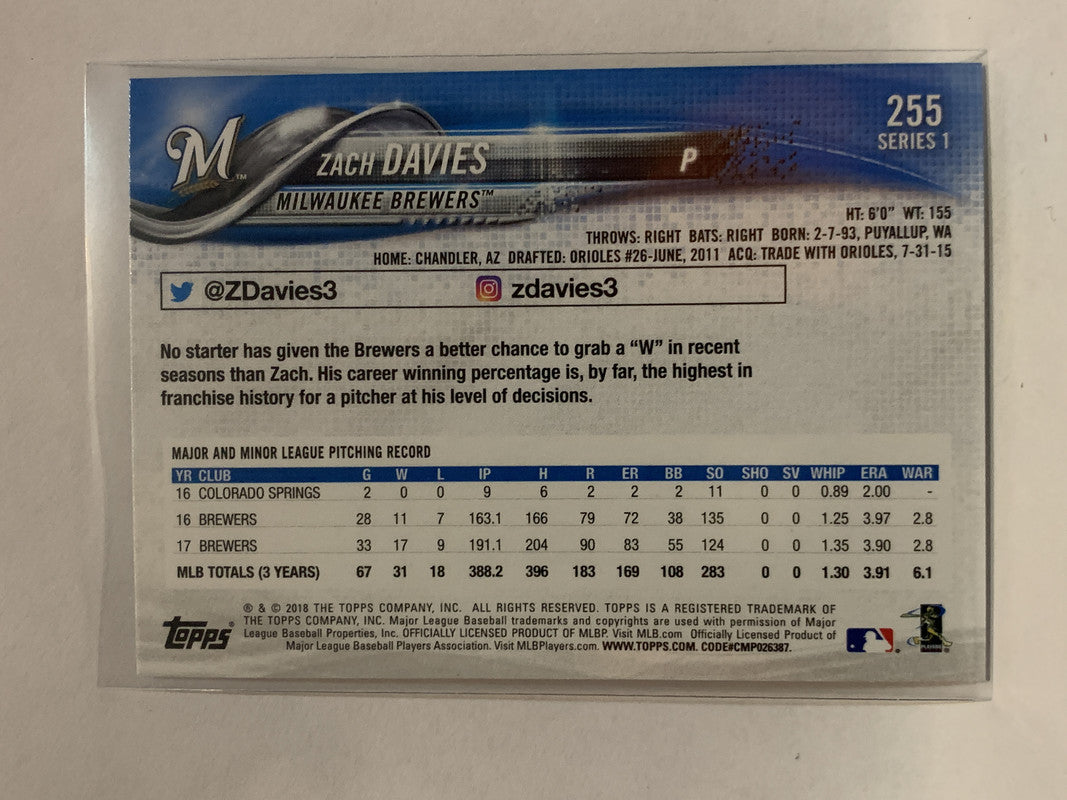 255
SERIES 1
M™
ZACH DAVIES P
MILWAUKEE BREWERS™
HT: 6'0" WT: 155
THROWS: RIGHT BATS: RIGHT BORN: 2-7-93, PUYALLUP, WA
HOME: CHANDLER, AZ DRAFTED: ORIOLES #26-JUNE, 2011 ACQ: TRADE WITH ORIOLES, 7-31-15
@ZDavies3 zdavies3
No starter has given the Brewers a better chance to grab a “W” in recent
seasons than Zach. His career winning percentage is, by far, the highest in
franchise history for a pitcher at his level of decisions.
MAJOR AND MINOR LEAGUE PITCHING RECORD
YR CLUB G W L IP H R ER BB SO SHO SV WHIP ERA WAR
16 COLORADO SPRINGS 2 0 0 9 6 2 2 2 11 0 0 0.89 2.00 -
16 BREWERS 28 11 7 163.1 166 79 72 38 135 0 0 1.25 3.97 2.8
17 BREWERS 33 17 9 191.1 204 90 83 55 124 0 0 1.35 3.90 2.8
MLB TOTALS (3 YEARS) 67 31 18 388.2 396 183 169 108 283 0 0 1.30 3.91 6.1
® & © 2018 THE TOPPS COMPANY, INC. ALL RIGHTS RESERVED. TOPPS IS A REGISTERED TRADEMARK OF
THE TOPPS COMPANY, INC. Major League Baseball trademarks and copyrights are used with permission of Major
League Baseball Properties, Inc. OFFICIALLY LICENSED PRODUCT OF MLBP. Visit MLB.com Officially Licensed Product of
Major League Baseball Players Association. Visit MLBPlayers.com. WWW.TOPPS.COM. CODE#CMP026387.
TOPPS®
PLAYERS